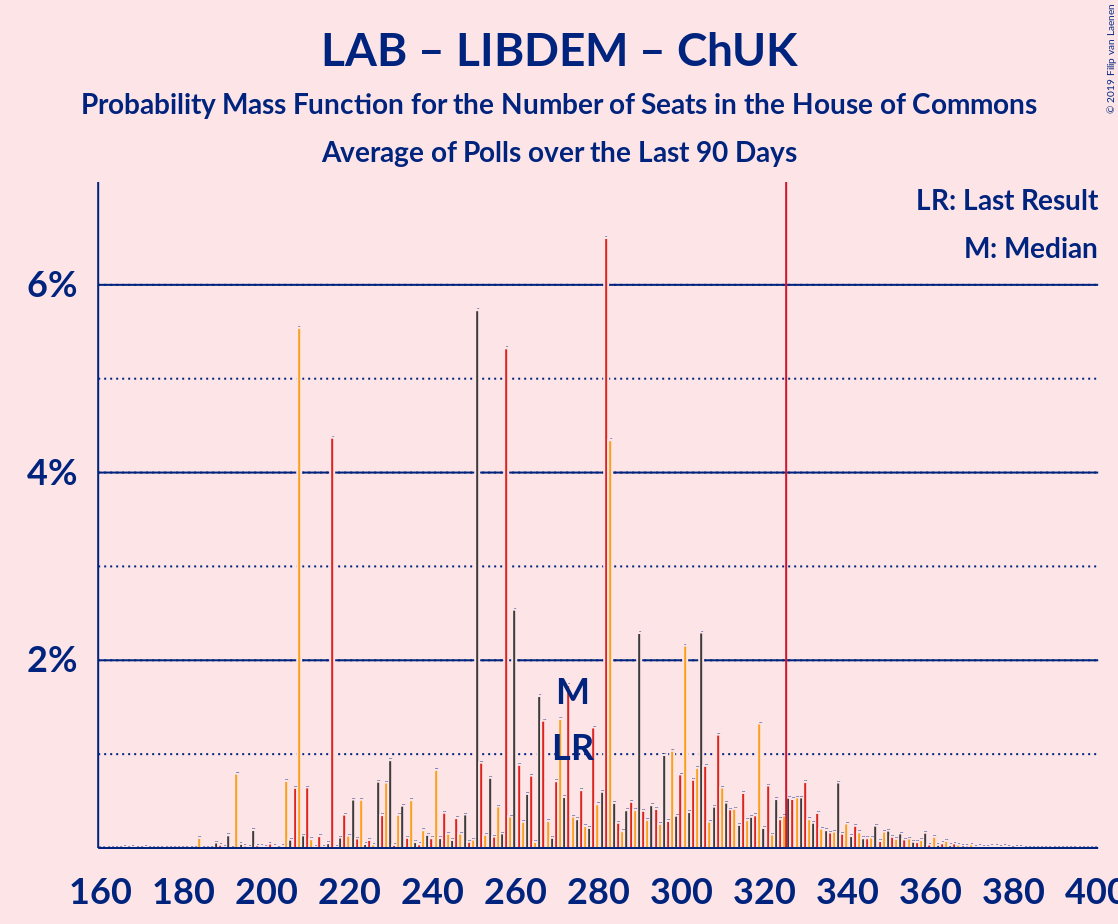 LAB – LIBDEM – ChUK
Probability Mass Function for the Number of Seats in the House of Commons
Average of Polls over the Last 90 Days
© 2019 Filip van Laenen
LR: Last Result
M: Median
6%
4%
2%
M
LR
160 180 200 220 240 260 280 300 320 340 360 380 400